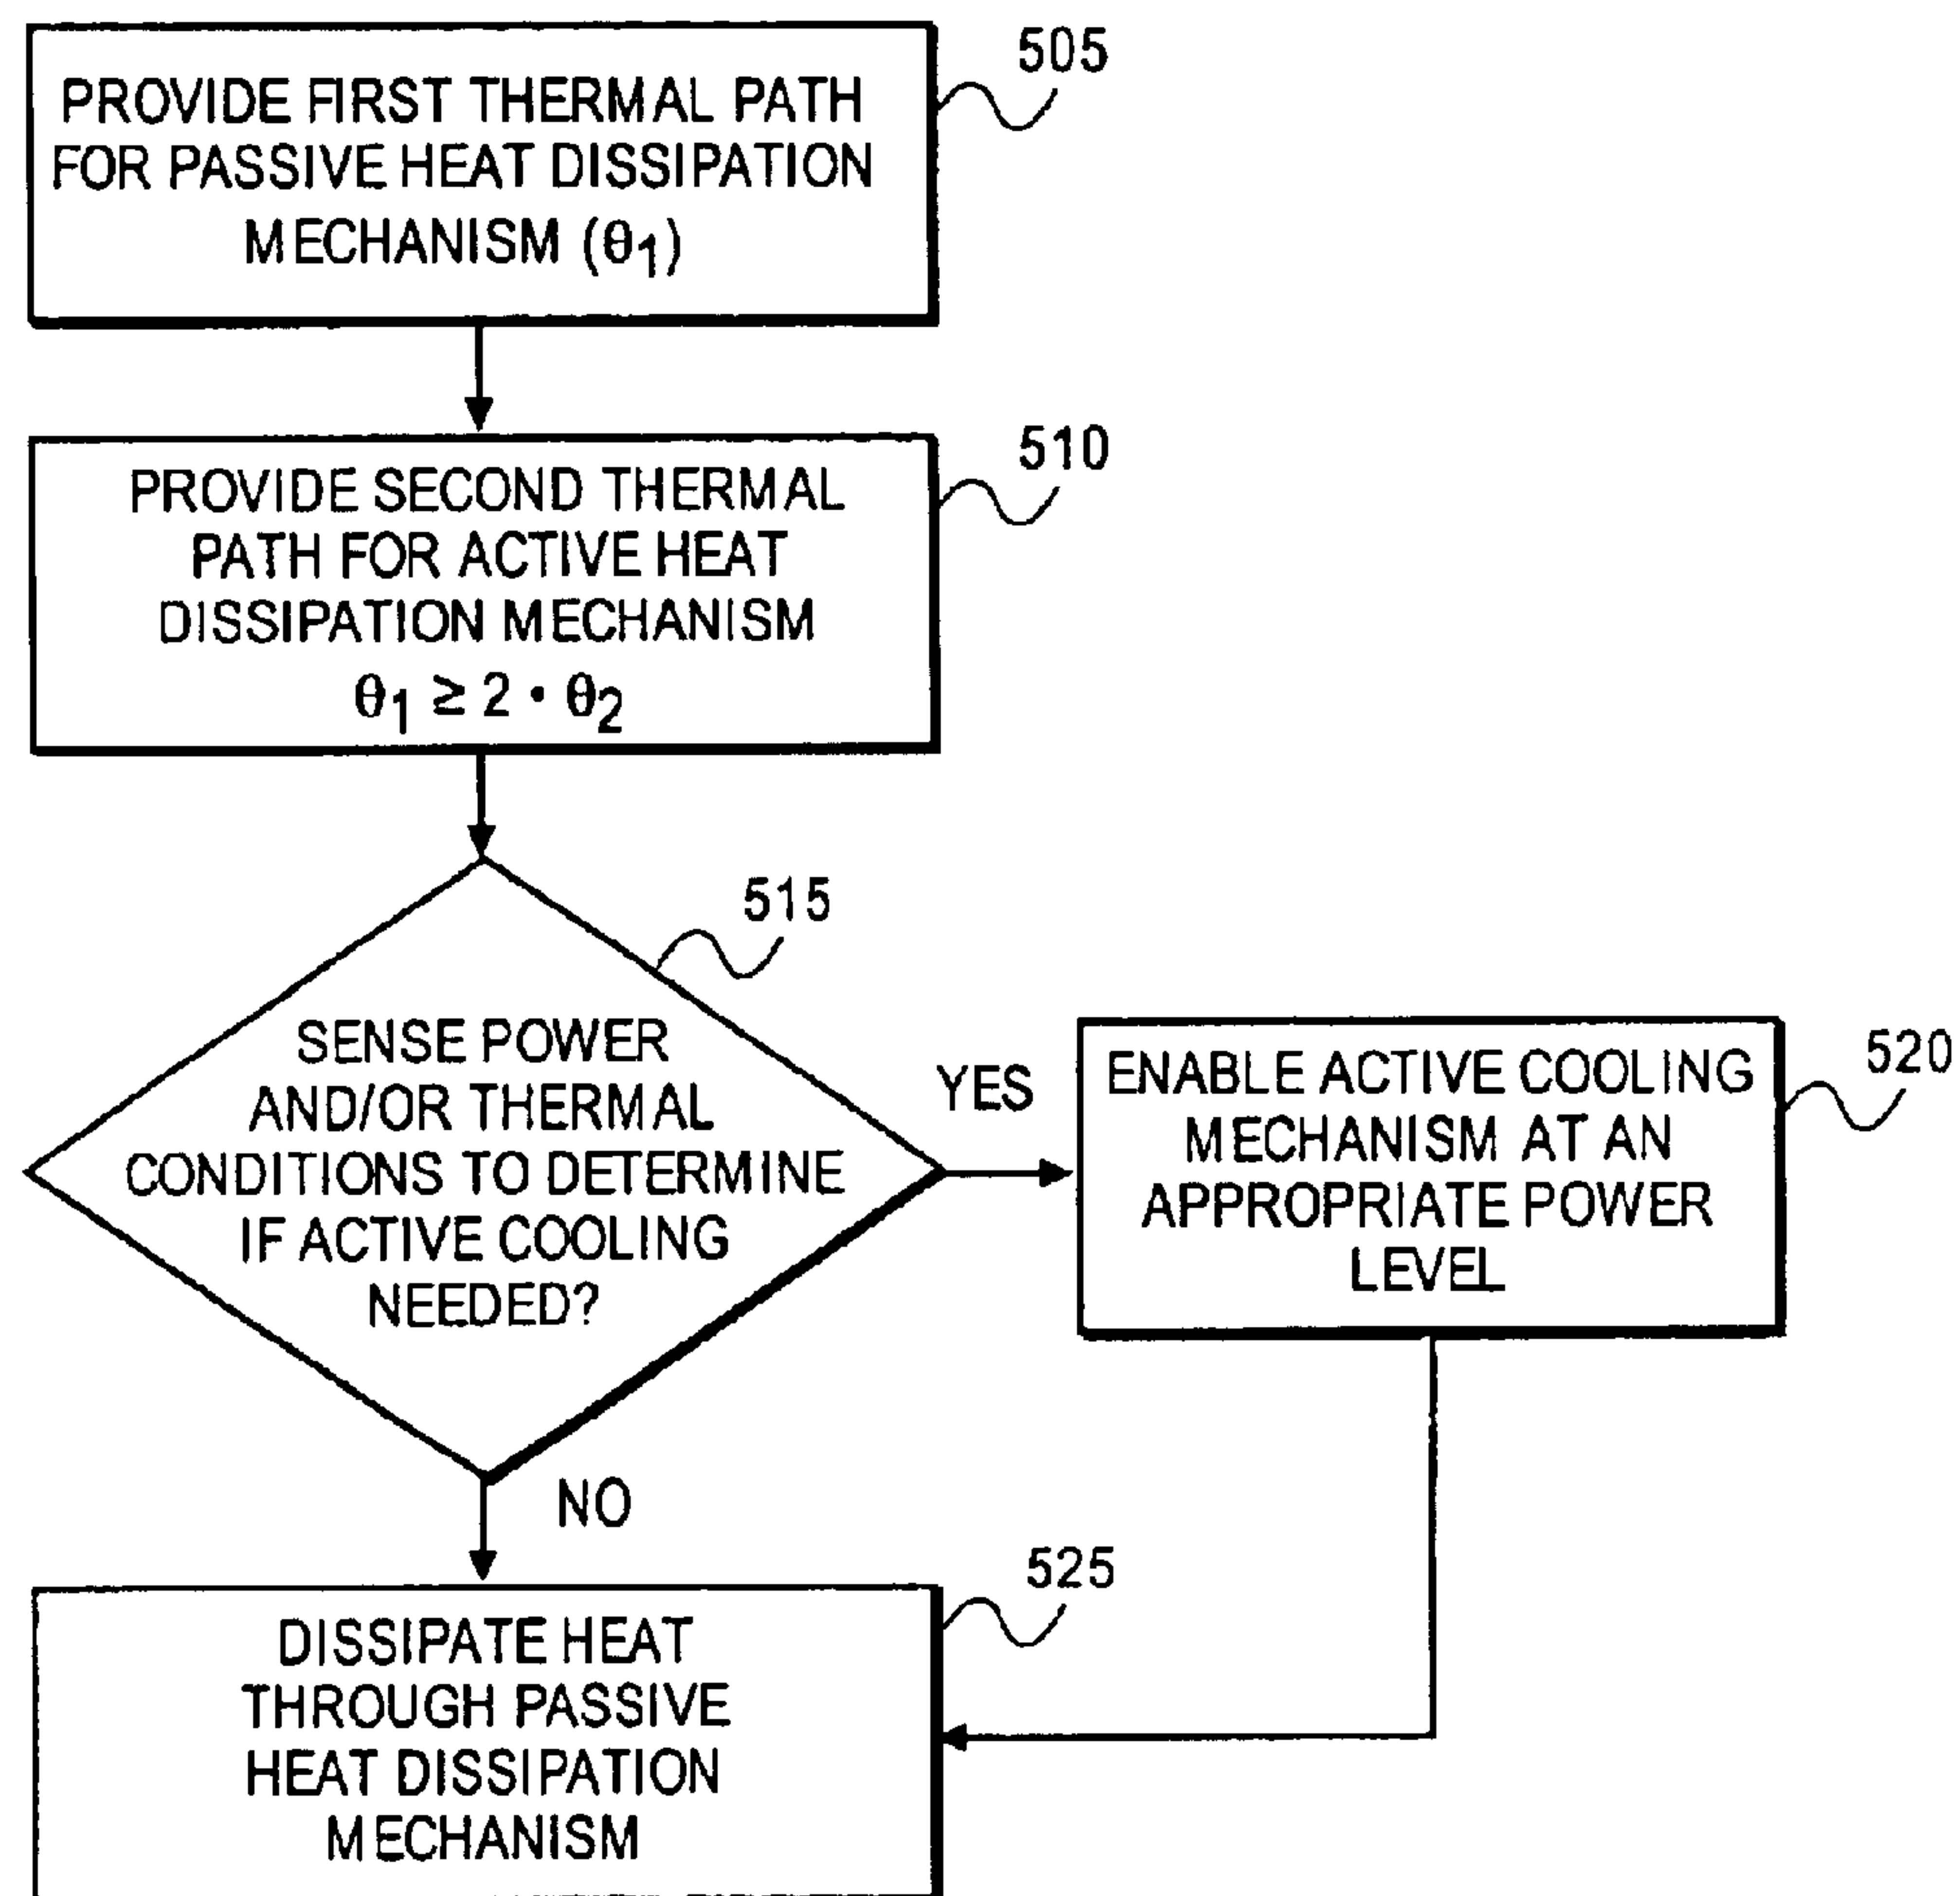 505
PROVIDE FIRST THERMAL PATH
FOR PASSIVE HEAT DISSIPATION
MECHANISM (θ1)
510
PROVIDE SECOND THERMAL
PATH FOR ACTIVE HEAT
DISSIPATION MECHANISM
θ1 ≥ 2 · θ2
515
SENSE POWER
AND/OR THERMAL
CONDITIONS TO DETERMINE
IF ACTIVE COOLING
NEEDED?
YES
520
ENABLE ACTIVE COOLING
MECHANISM AT AN
APPROPRIATE POWER
LEVEL
NO
525
DISSIPATE HEAT
THROUGH PASSIVE
HEAT DISSIPATION
MECHANISM